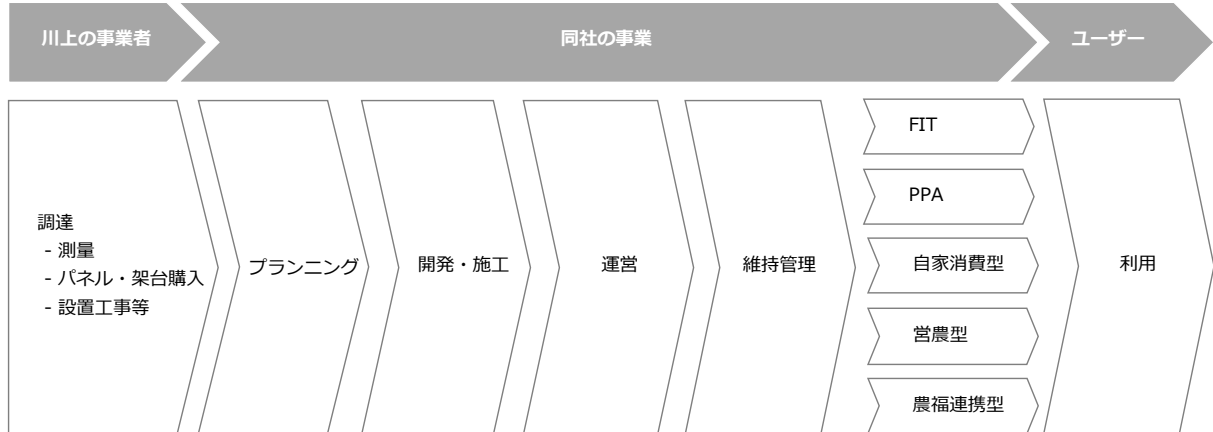 川上の事業者
同社の事業
ユーザー
調達
- 測量
- パネル・架台購入
- 設置工事等
プランニング
開発・施工
運営
維持管理
FIT
PPA
自家消費型
営農型
農福連携型
利用